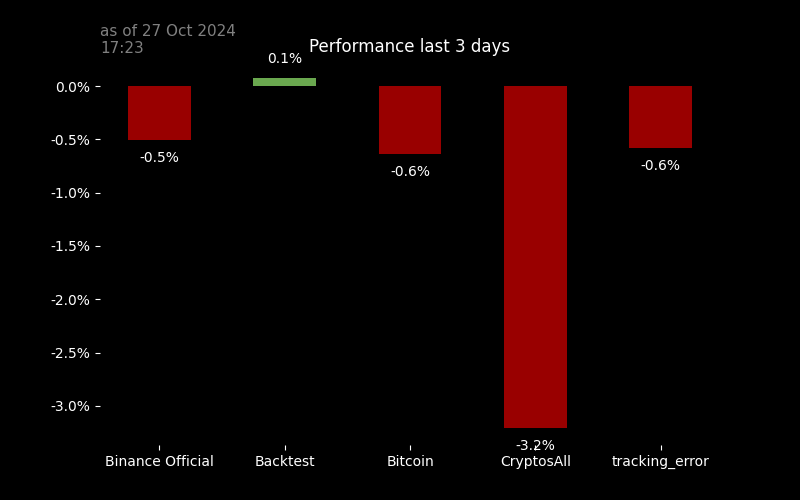 as of 27 Oct 2024
17:23
Performance last 3 days
0.1%
0.0%
-0.5%
-0.5%
-0.6%
-0.6%
-1.0%
-1.5%
-2.0%
-2.5%
-3.0%
-3.2%
Binance Official
Backtest
Bitcoin
CryptosAll
tracking_error